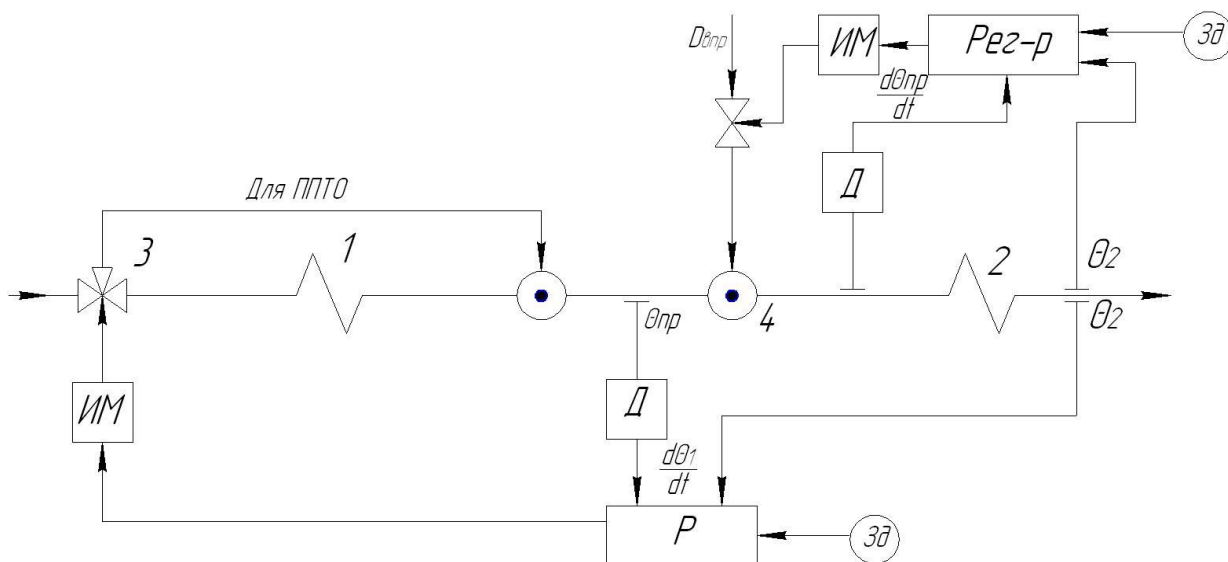 Dвпр
ИМ
Рег-р
Зд
dΘпр
dt
Д
Для ППТО
3
1
2
Θ2
Θпр
4
Θ2
ИМ
Д
dΘ1
dt
Р
Зд